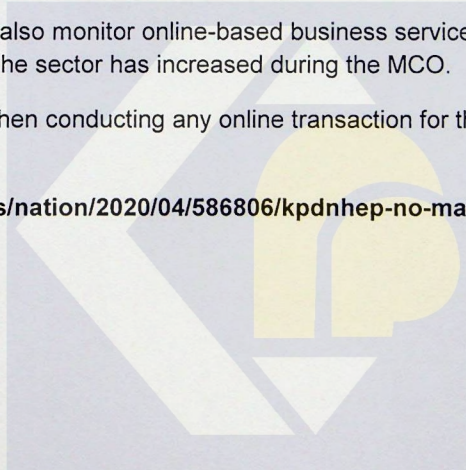 also monitor online-based business service
he sector has increased during the MCO.
hen conducting any online transaction for th
s/nation/2020/04/586806/kpdnhep-no-ma